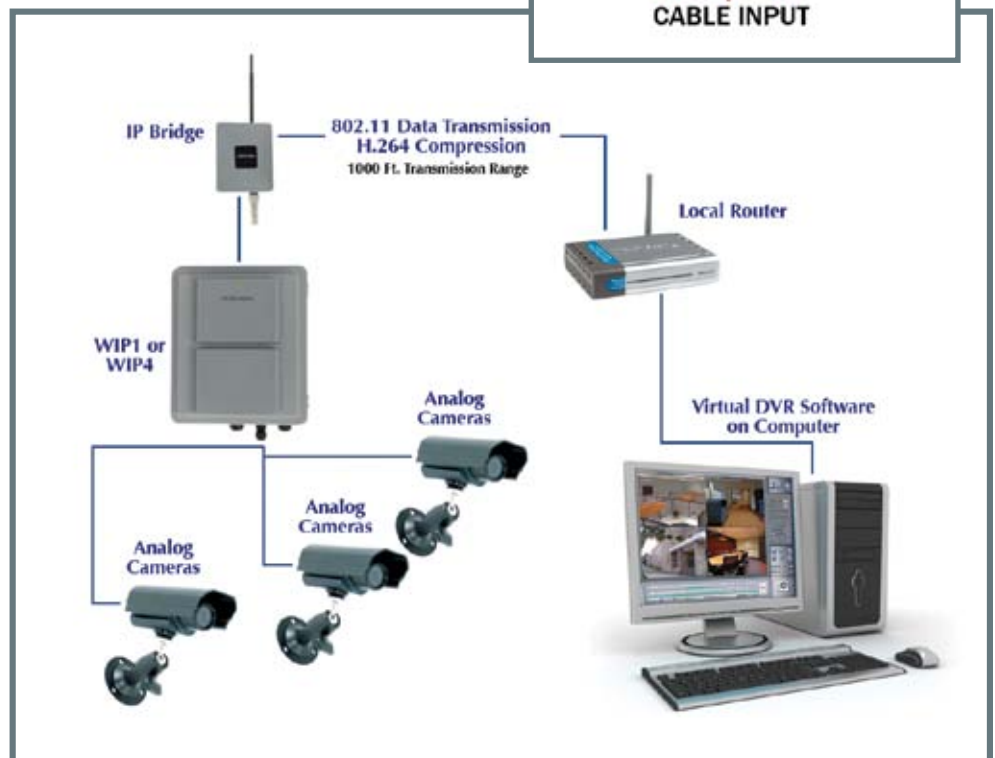 CABLE INPUT
IP Bridge
802.11 Data Transmission
H.264 Compression
1000 Ft. Transmission Range
Local Router
WIP1 or
WIP4
Analog
Cameras
Virtual DVR Software
on Computer
Analog
Cameras
Analog
Cameras